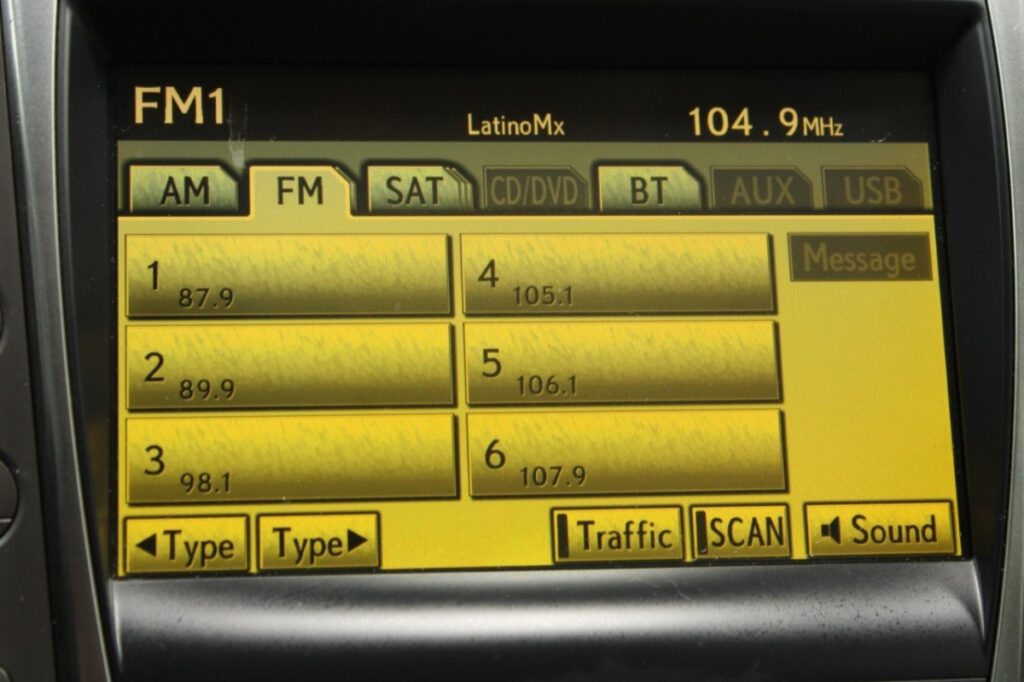 FM1
LatinoMx
104.9MHz
AM FM SAT CD/DVD BT AUX USB
1 87.9
4 105.1
Message
2 89.9
5 106.1
3 98.1
6 107.9
◀Type Type▶ Traffic SCAN Sound